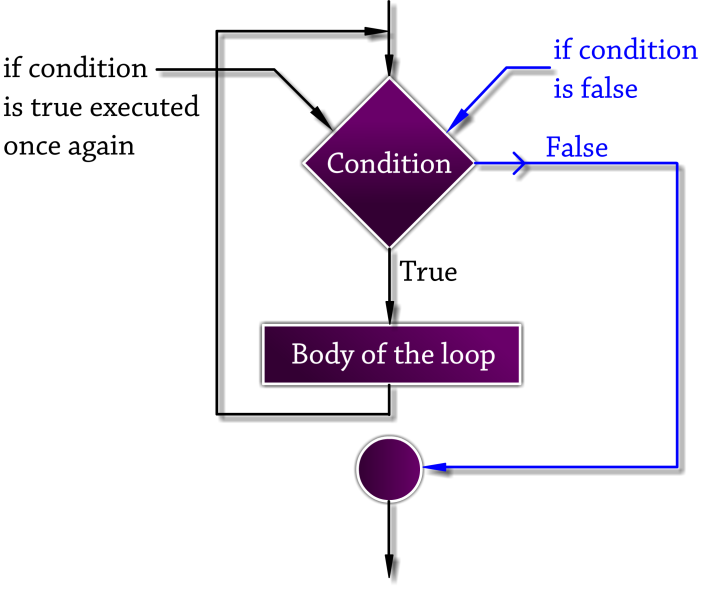 if condition
is true executed
once again
if condition
is false
Condition
False
True
Body of the loop